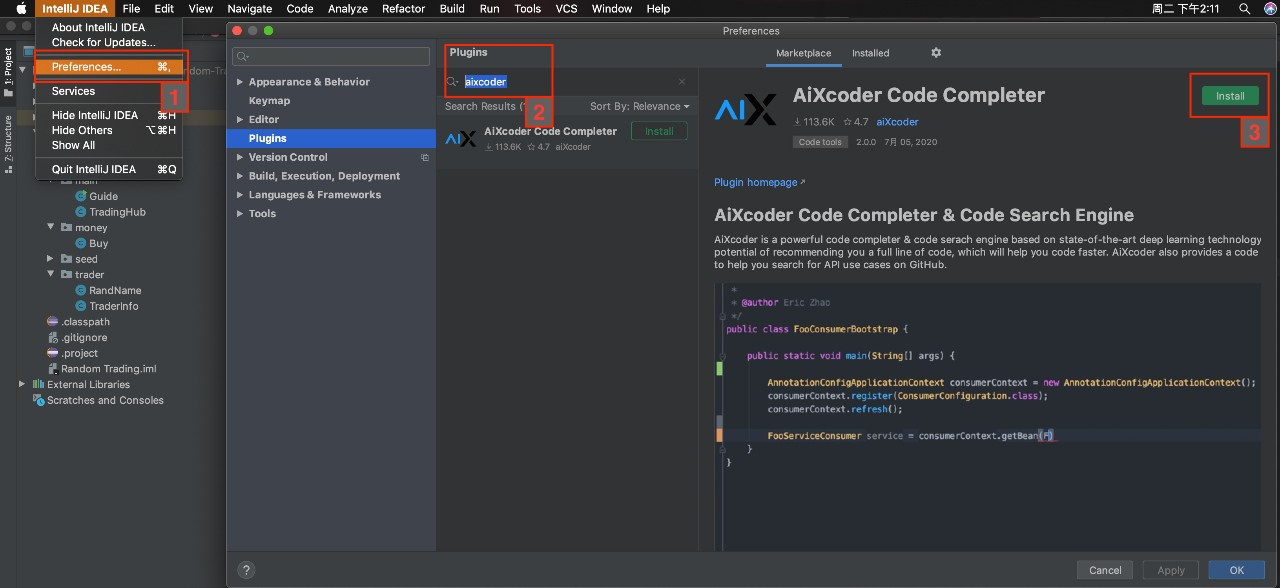 IntelliJ IDEA File Edit View Navigate Code Analyze Refactor Build Run Tools VCS Window Help 周二 下午2:11
About IntelliJ IDEA
Check for Updates...
Preferences... ⌘,
1
Services
Hide IntelliJ IDEA ⌘H
Hide Others ⌥⌘H
Show All
Quit IntelliJ IDEA ⌘Q
1: Project
7: Structure
main
Guide
TradingHub
money
Buy
seed
trader
RandName
TraderInfo
.classpath
.gitignore
.project
Random Trading.iml
External Libraries
Scratches and Consoles
Preferences
Appearance & Behavior
Keymap
Editor
Plugins
Version Control
Build, Execution, Deployment
Languages & Frameworks
Tools
?
Plugins
Marketplace
Installed
aixcoder
2
Search Results
Sort By: Relevance
AiX
AiXcoder Code Completer
Install
113.6K 4.7 aiXcoder
AiX
AiXcoder Code Completer
113.6K 4.7 aiXcoder
Code tools 2.0.0 7月 05, 2020
Install
3
Plugin homepage
AiXcoder Code Completer & Code Search Engine
AiXcoder is a powerful code completer & code serach engine based on state-of-the-art deep learning technology
potential of recommending you a full line of code, which will help you code faster. AiXcoder also provides a code
to help you search for API use cases on GitHub.
*
* @author Eric Zhao
*/
public class FooConsumerBootstrap {
public static void main(String[] args) {
AnnotationConfigApplicationContext consumerContext = new AnnotationConfigApplicationContext();
consumerContext.register(ConsumerConfiguration.class);
consumerContext.refresh();
FooServiceConsumer service = consumerContext.getBean(F)
}
}
Cancel
Apply
OK